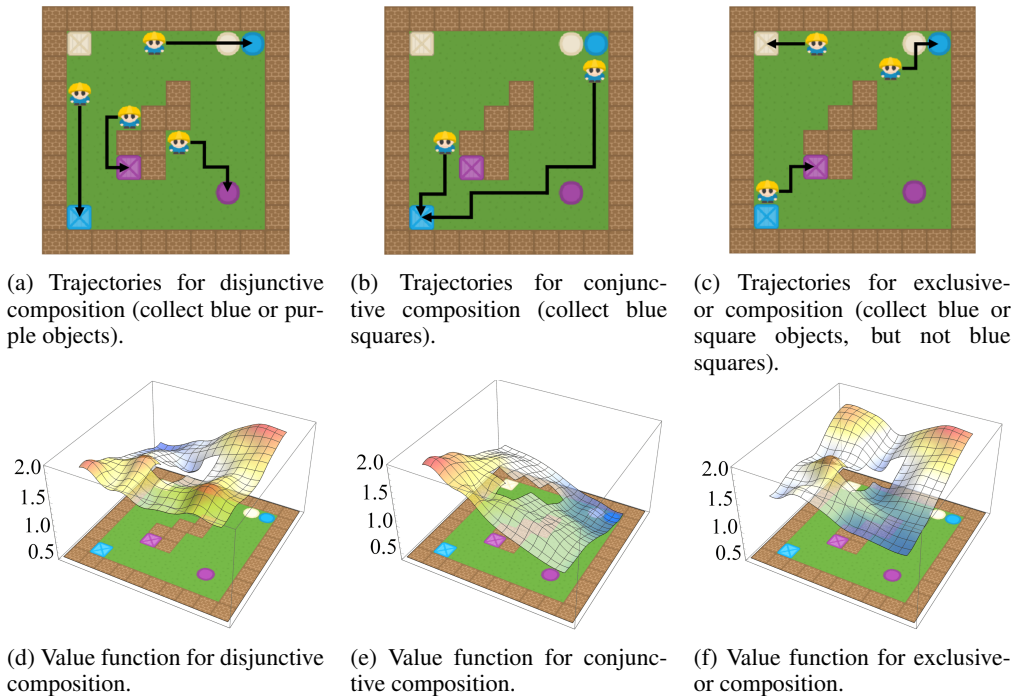 (a) Trajectories for disjunctive
composition (collect blue or pur-
ple objects).
(b) Trajectories for conjunc-
tive composition (collect blue
squares).
(c) Trajectories for exclusive-
or composition (collect blue or
square objects, but not blue
squares).
2.0
1.5
1.0
0.5
2.0
1.5
1.0
0.5
2.0
1.5
1.0
0.5
(d) Value function for disjunctive
composition.
(e) Value function for conjunc-
tive composition.
(f) Value function for exclusive-
or composition.